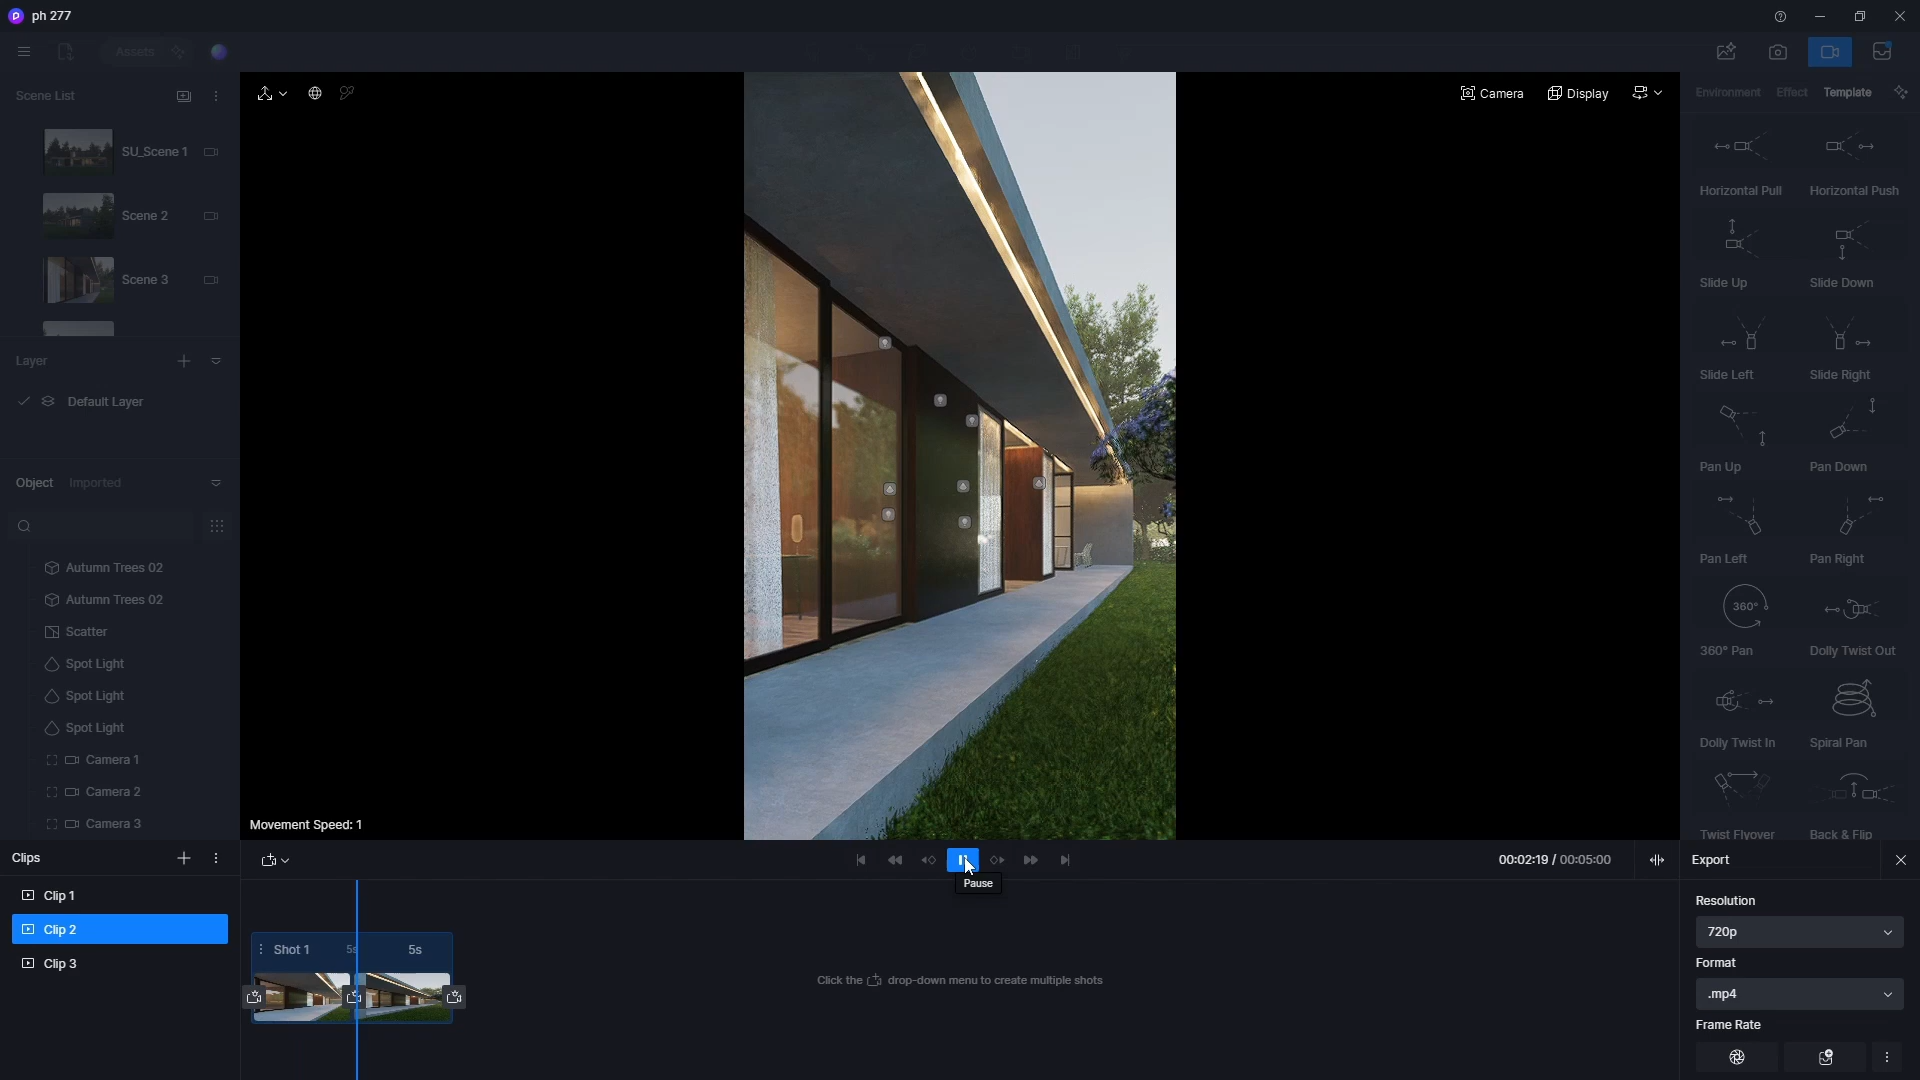 ph 277
Assets
Scene List
SU_Scene 1
Scene 2
Scene 3
Layer
Default Layer
Object Imported
Autumn Trees 02
Autumn Trees 02
Scatter
Spot Light
Spot Light
Spot Light
Camera 1
Camera 2
Camera 3
Camera
Display
Movement Speed: 1
Environment Effect Template
Horizontal Pull
Horizontal Push
Slide Up
Slide Down
Slide Left
Slide Right
Pan Up
Pan Down
Pan Left
Pan Right
360°
360° Pan
Dolly Twist Out
Dolly Twist In
Spiral Pan
Twist Flyover
Back & Flip
Clips
Clip 1
Clip 2
Clip 3
Pause
00:02:19 / 00:05:00
Shot 1
5s
5s
Click the drop-down menu to create multiple shots
Export
Resolution
720p
Format
.mp4
Frame Rate